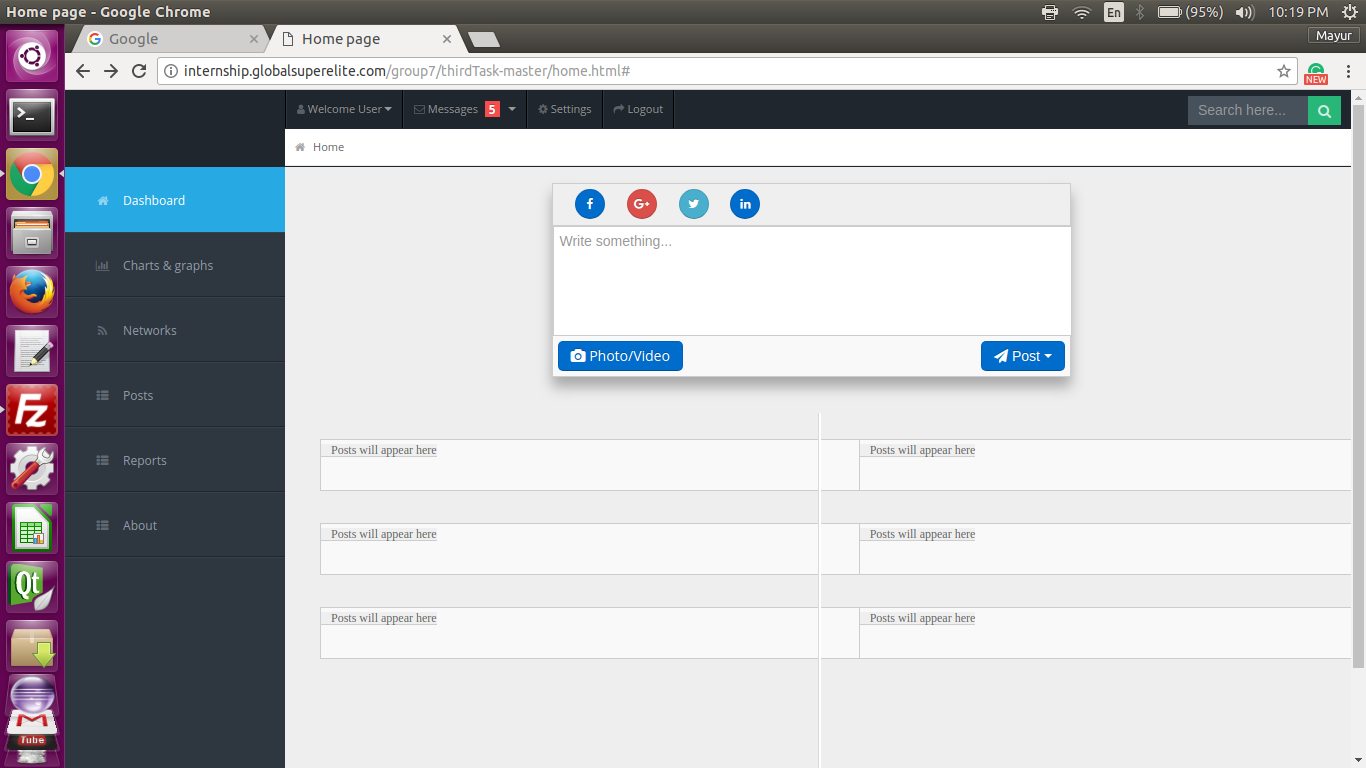 Home page - Google Chrome
En
(95%)
10:19 PM
Google
Home page
Mayur
internship.globalsuperelite.com/group7/thirdTask-master/home.html#
NEW
Welcome User
Messages 5
Settings
Logout
Search here...
Home
Dashboard
Charts & graphs
Networks
Posts
Reports
About
f
G+
in
Write something...
Photo/Video
Post
Posts will appear here
Posts will appear here
Posts will appear here
Posts will appear here
Posts will appear here
Posts will appear here
>_
Fz
Qt
M
Tube